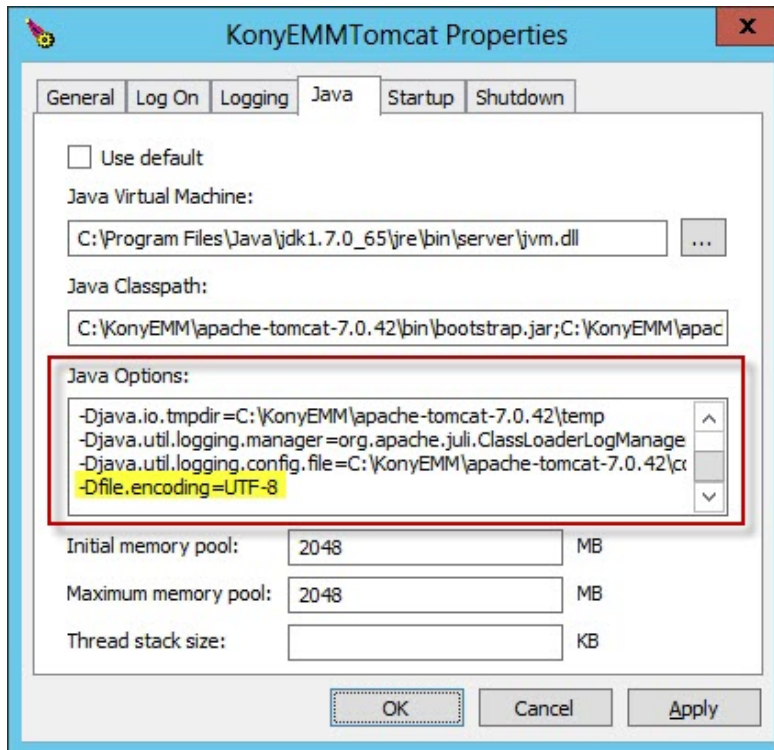 KonyEMMTomcat Properties
x
General Log On Logging Java Startup Shutdown
Use default
Java Virtual Machine:
C:\Program Files\Java\jdk1.7.0_65\jre\bin\server\jvm.dll ...
Java Classpath:
C:\KonyEMM\apache-tomcat-7.0.42\bin\bootstrap.jar;C:\KonyEMM\apac
Java Options:
-Djava.io.tmpdir=C:\KonyEMM\apache-tomcat-7.0.42\temp
-Djava.util.logging.manager=org.apache.juli.ClassLoaderLogManage
-Djava.util.logging.config.file=C:\KonyEMM\apache-tomcat-7.0.42\co
-Dfile.encoding=UTF-8
Initial memory pool: 2048 MB
Maximum memory pool: 2048 MB
Thread stack size: KB
OK Cancel Apply